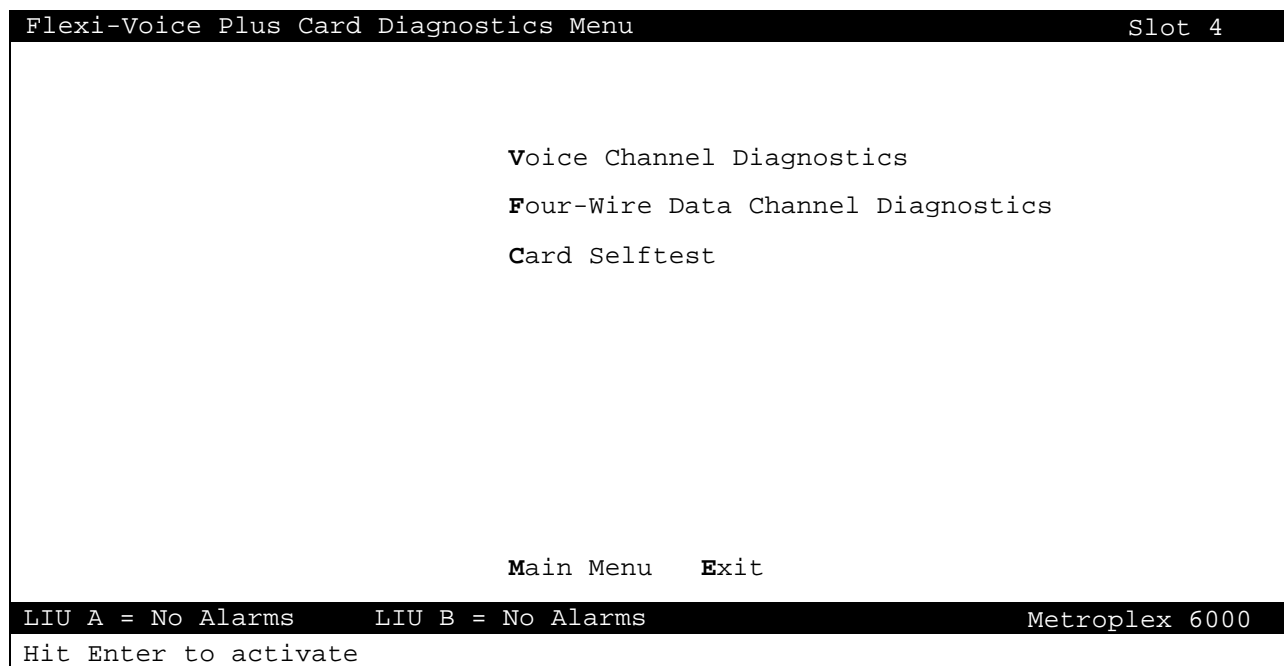 Flexi-Voice Plus Card Diagnostics Menu Slot 4
Voice Channel Diagnostics
Four-Wire Data Channel Diagnostics
Card Selftest
Main Menu Exit
LIU A = No Alarms LIU B = No Alarms Metroplex 6000
Hit Enter to activate